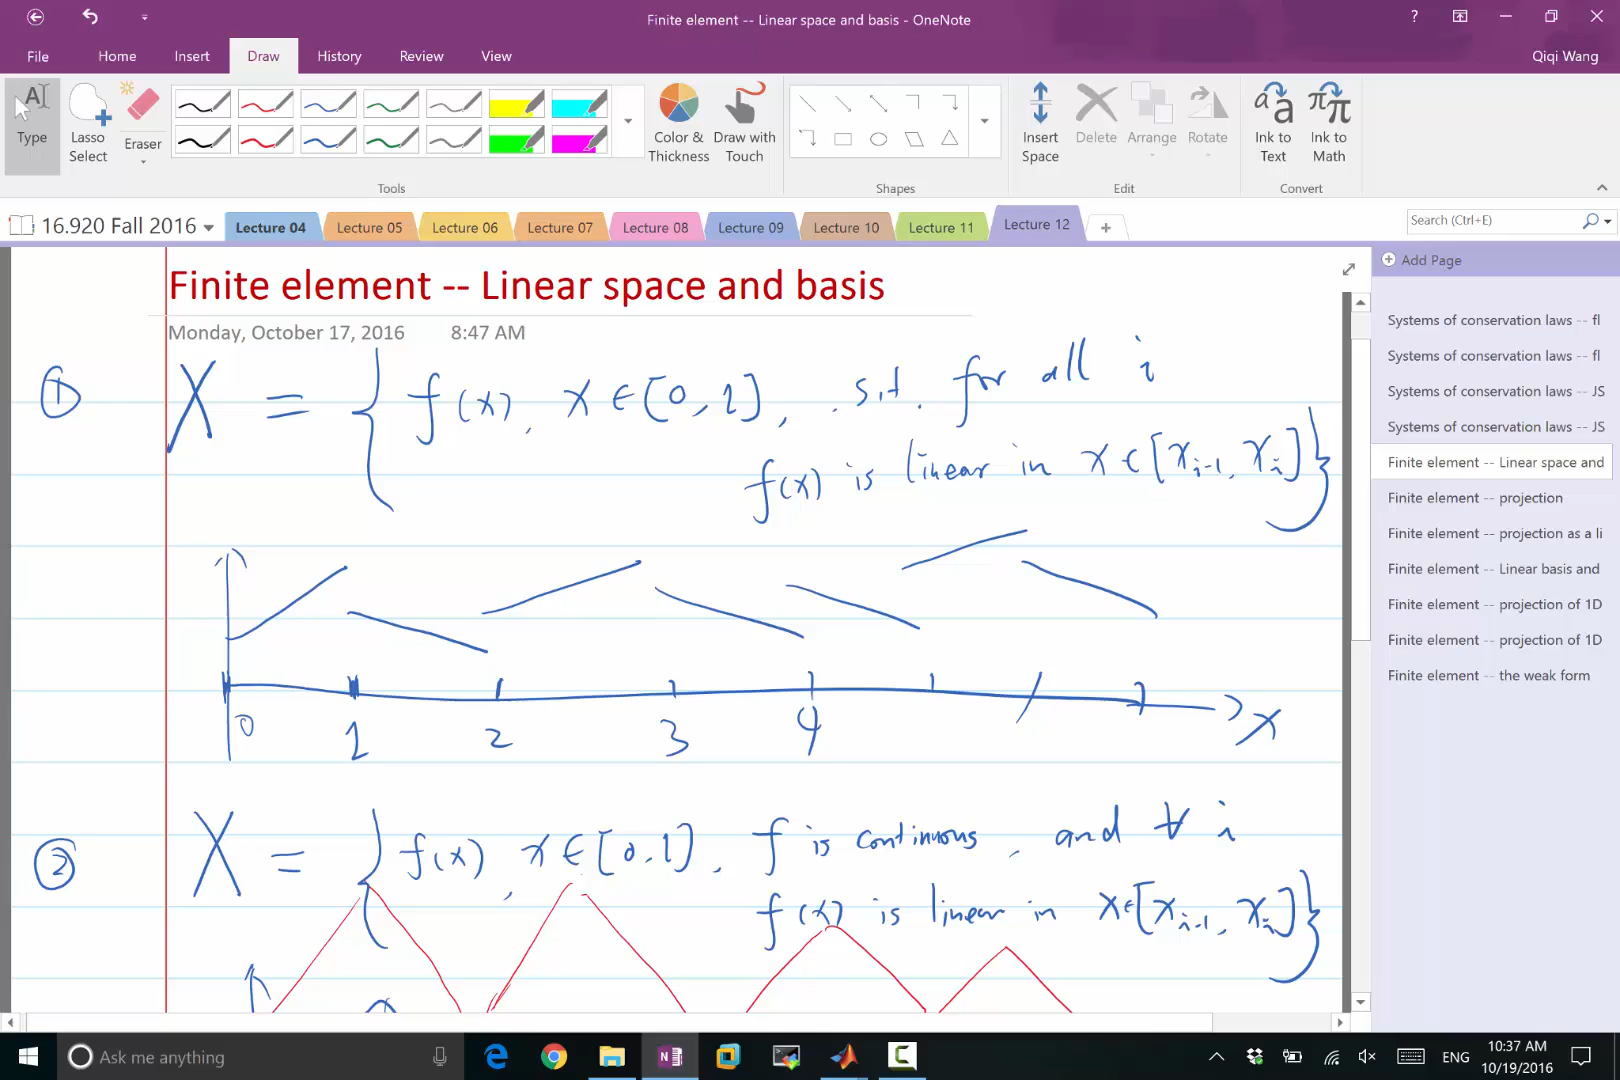 Finite element -- Linear space and basis - OneNote
?
Qiqi Wang
File Home Insert Draw History Review View
Type
Lasso Select
Eraser
Color & Thickness
Draw with Touch
Insert Space
Delete
Arrange
Rotate
Ink to Text
Ink to Math
Tools
Shapes
Edit
Convert
16.920 Fall 2016
Lecture 04 Lecture 05 Lecture 06 Lecture 07 Lecture 08 Lecture 09 Lecture 10 Lecture 11 Lecture 12
Search (Ctrl+E)
Finite element -- Linear space and basis
Monday, October 17, 2016 8:47 AM
① X = { f(x), x ∈ [0, 1], s.t. for all i
f(x) is linear in x ∈ [x_{i-1}, x_i] }
0 1 2 3 4 x
② X = { f(x), x ∈ [0, 1], f is continuous, and ∀ i
f(x) is linear in x ∈ [x_{i-1}, x_i] }
Add Page
Systems of conservation laws -- fl
Systems of conservation laws -- fl
Systems of conservation laws -- JS
Systems of conservation laws -- JS
Finite element -- Linear space and
Finite element -- projection
Finite element -- projection as a li
Finite element -- Linear basis and
Finite element -- projection of 1D
Finite element -- projection of 1D
Finite element -- the weak form
Ask me anything
ENG
10:37 AM
10/19/2016